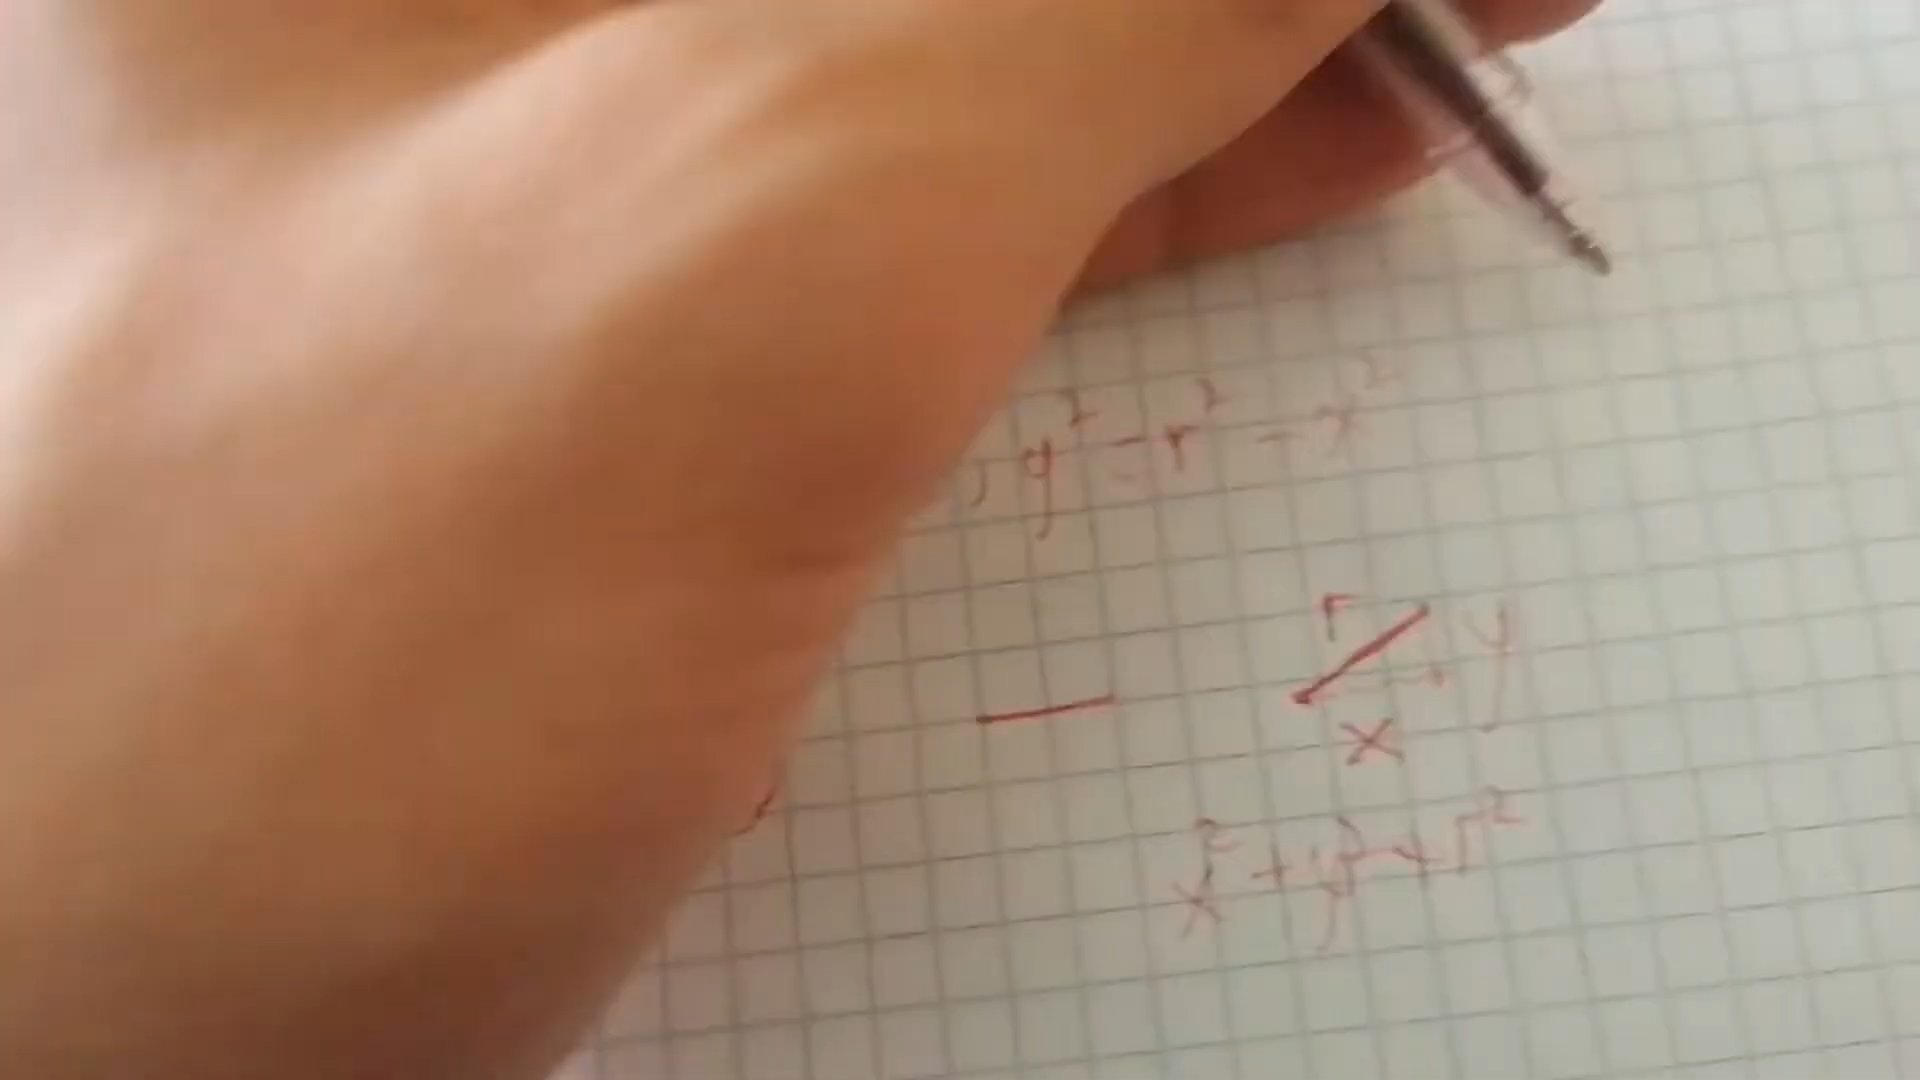 y² = r² - x²
r
y
x
x² + y² = r²